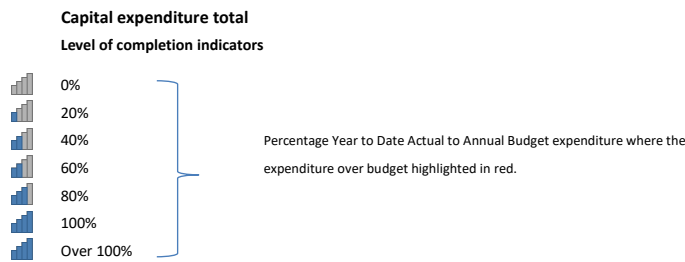 Capital expenditure total
Level of completion indicators
0%
20%
40%
60%
80%
100%
Over 100%
Percentage Year to Date Actual to Annual Budget expenditure where the
expenditure over budget highlighted in red.